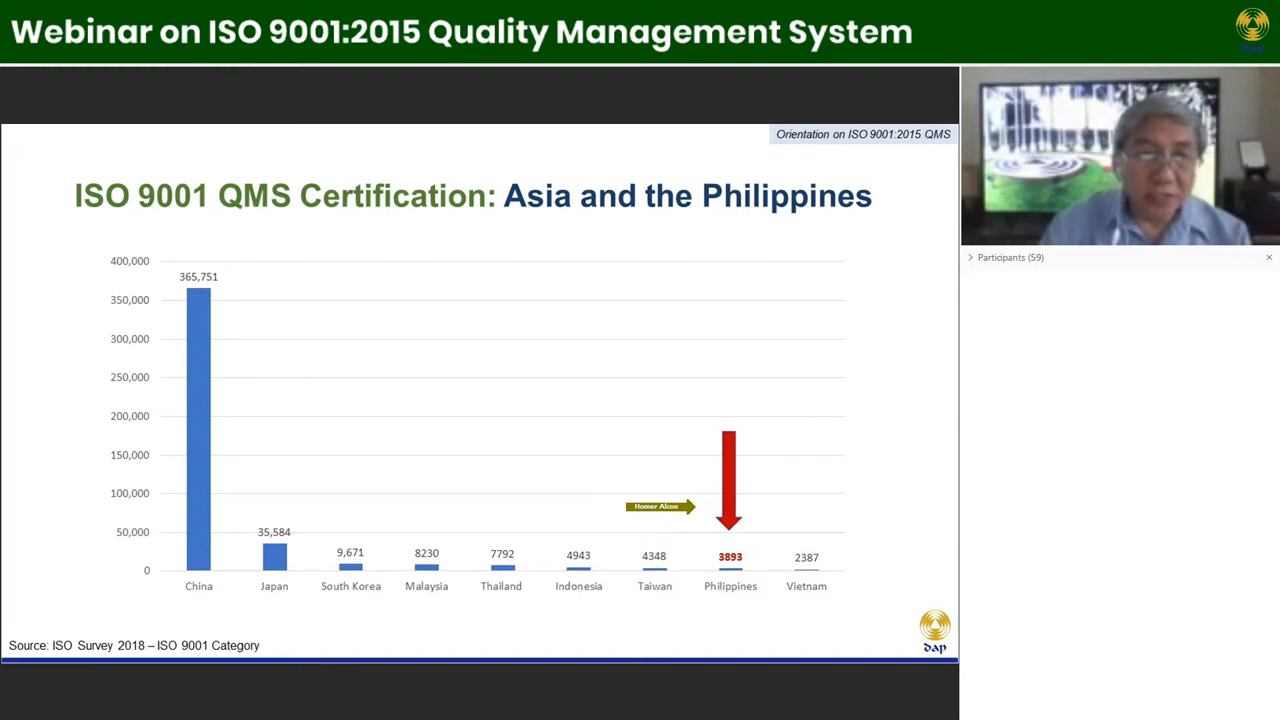 Webinar on ISO 9001:2015 Quality Management System
dap
Orientation on ISO 9001:2015 QMS
ISO 9001 QMS Certification: Asia and the Philippines
Participants (59)
400,000
350,000
300,000
250,000
200,000
150,000
100,000
50,000
0
365,751
35,584
9,671
8230
7792
4943
4348
3893
2387
Homer Alcon
China
Japan
South Korea
Malaysia
Thailand
Indonesia
Taiwan
Philippines
Vietnam
Source: ISO Survey 2018 – ISO 9001 Category
dap